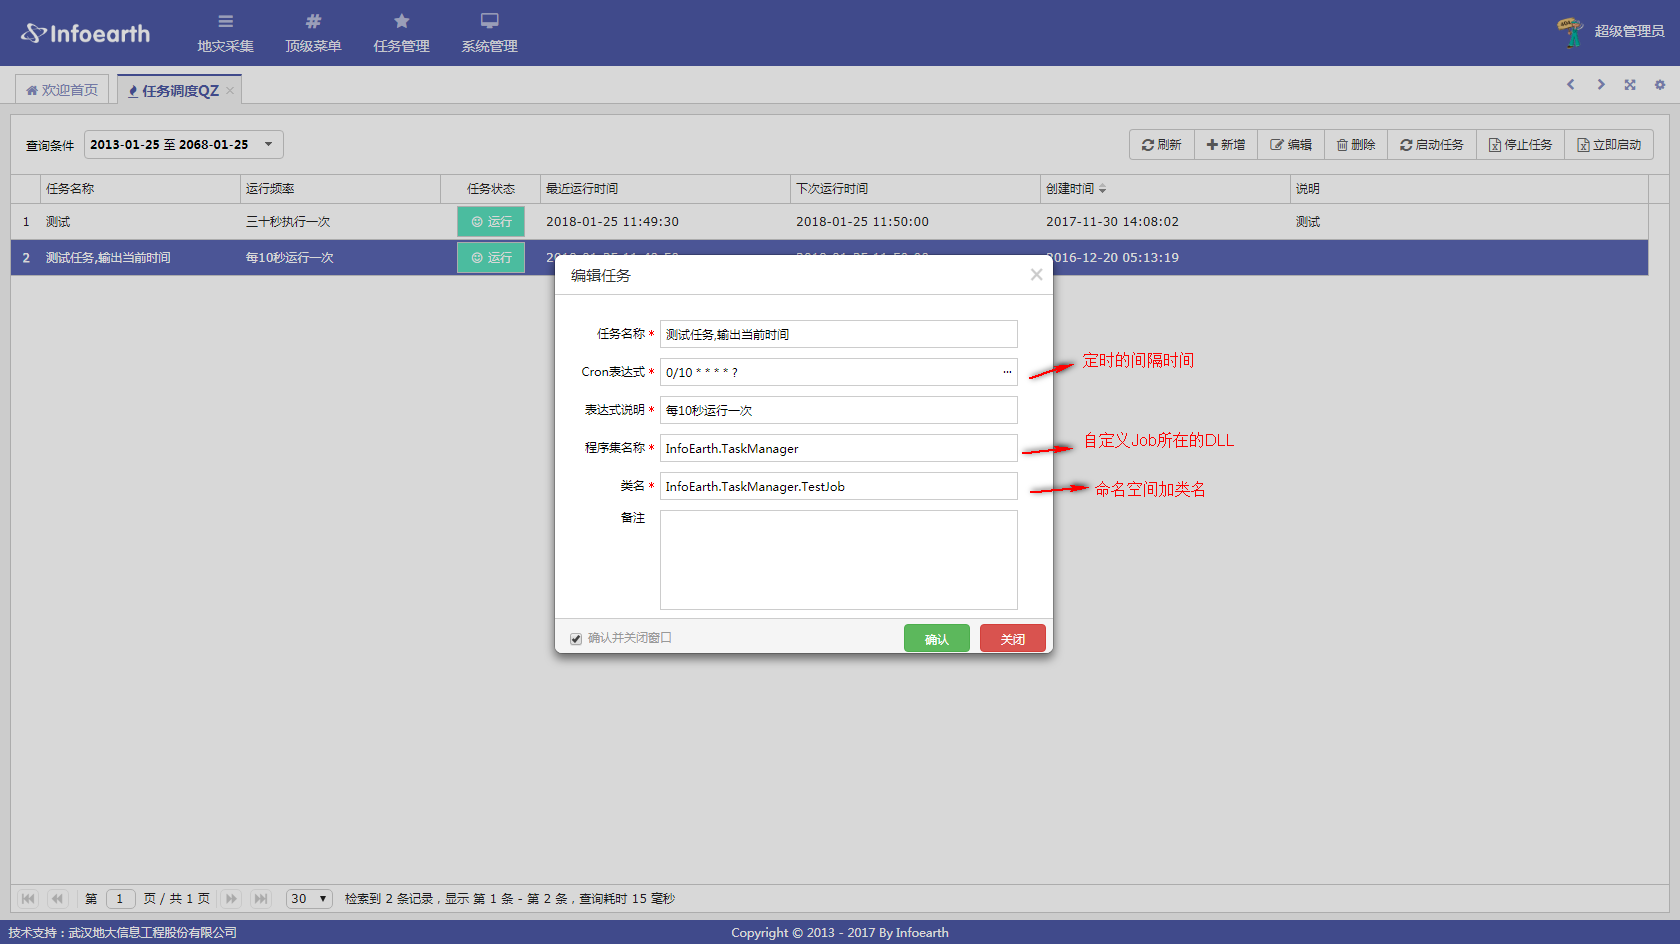 Infoearth
地灾采集
顶级菜单
任务管理
系统管理
超级管理员
欢迎首页
任务调度QZ
查询条件
2013-01-25 至 2068-01-25
刷新
新增
编辑
删除
启动任务
停止任务
立即启动
任务名称 运行频率 任务状态 最近运行时间 下次运行时间 创建时间 说明
1 测试 三十秒执行一次 运行 2018-01-25 11:49:30 2018-01-25 11:50:00 2017-11-30 14:08:02 测试
2 测试任务,输出当前时间 每10秒运行一次 运行 2016-12-20 05:13:19
编辑任务
任务名称 * 测试任务,输出当前时间
Cron表达式 * 0/10 * * * * ? ...
定时的间隔时间
表达式说明 * 每10秒运行一次
程序集名称 * InfoEarth.TaskManager
自定义Job所在的DLL
类名 * InfoEarth.TaskManager.TestJob
命名空间加类名
备注
确认并关闭窗口
确认
关闭
第 1 页 / 共 1 页 30 检索到 2 条记录，显示 第 1 条 - 第 2 条，查询耗时 15 毫秒
技术支持：武汉地大信息工程股份有限公司
Copyright © 2013 - 2017 By Infoearth